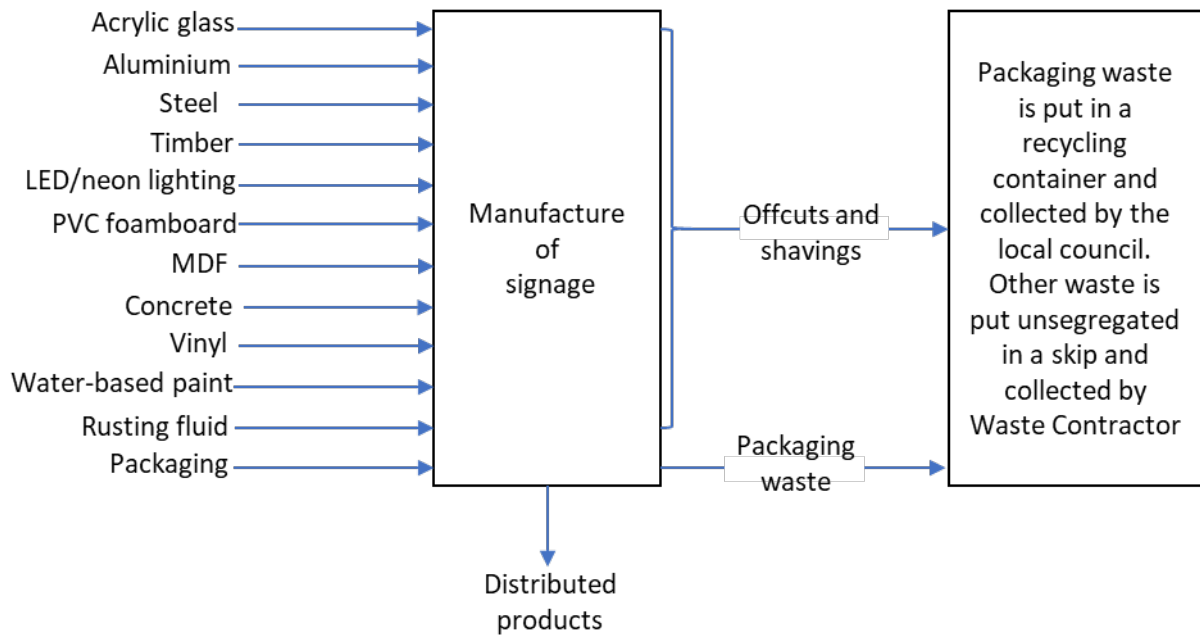 Acrylic glass
Aluminium
Steel
Timber
LED/neon lighting
PVC foamboard
MDF
Concrete
Vinyl
Water-based paint
Rusting fluid
Packaging
Manufacture
of
signage
Offcuts and
shavings
Packaging
waste
Distributed
products
Packaging waste
is put in a
recycling
container and
collected by the
local council.
Other waste is
put unsegregated
in a skip and
collected by
Waste Contractor